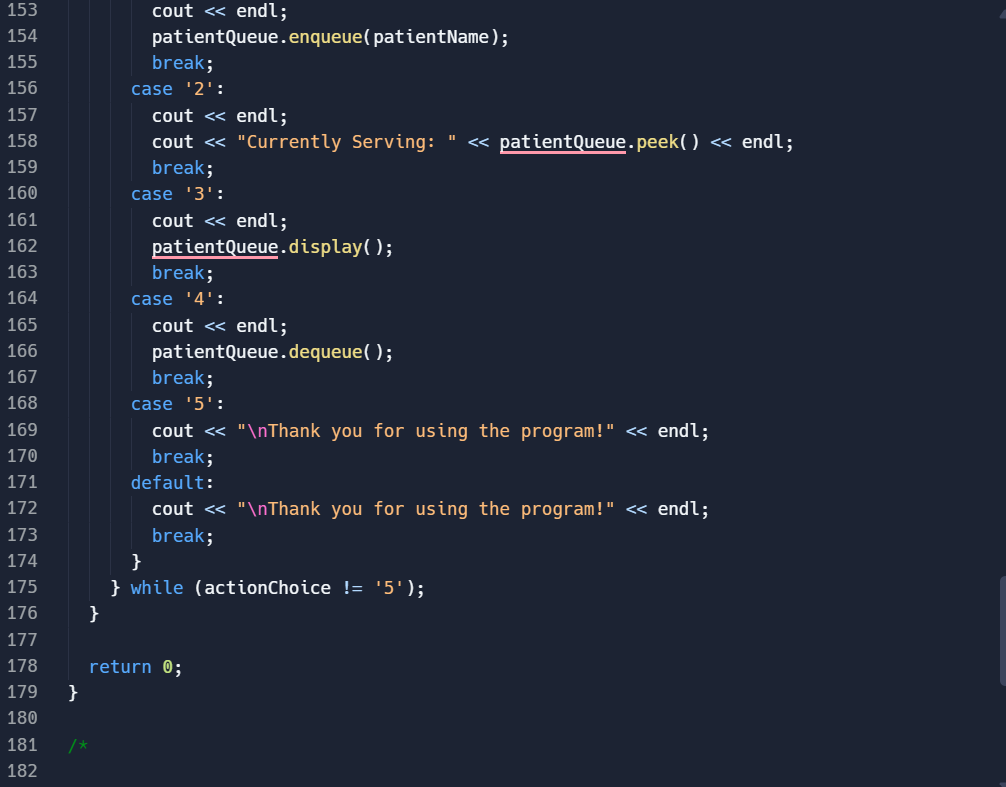 153 cout << endl;
154 patientQueue.enqueue(patientName);
155 break;
156 case '2':
157 cout << endl;
158 cout << "Currently Serving: " << patientQueue.peek() << endl;
159 break;
160 case '3':
161 cout << endl;
162 patientQueue.display();
163 break;
164 case '4':
165 cout << endl;
166 patientQueue.dequeue();
167 break;
168 case '5':
169 cout << "\nThank you for using the program!" << endl;
170 break;
171 default:
172 cout << "\nThank you for using the program!" << endl;
173 break;
174 }
175 } while (actionChoice != '5');
176 }
177
178 return 0;
179 }
180
181 /*
182